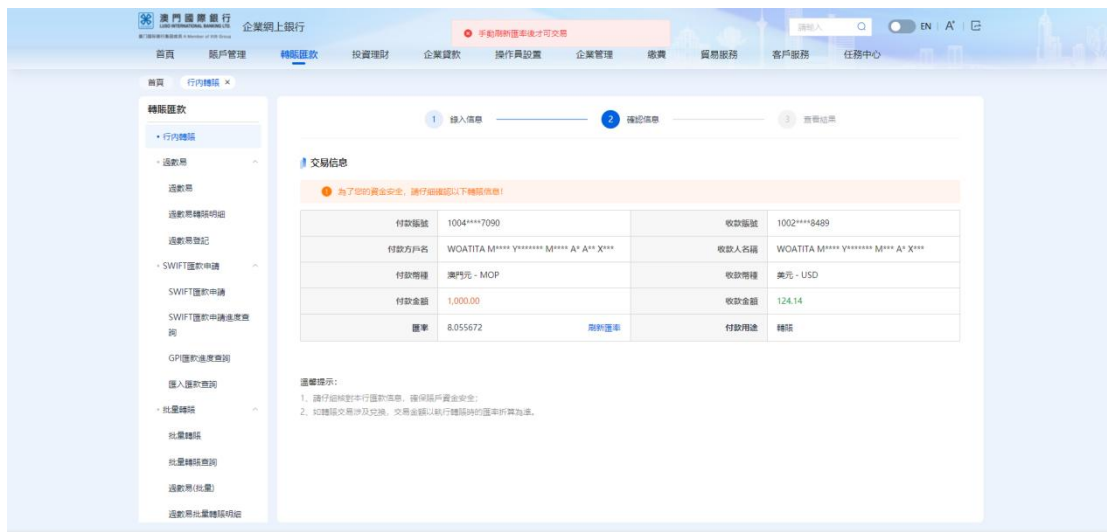 澳門國際銀行
LUSO INTERNATIONAL BANKING LTD.
企業網上銀行
手動刷新匯率後才可交易
請輸入
EN
A+
首頁 賬戶管理 轉賬匯款 投資理財 企業貸款 操作員設置 企業管理 繳費 貿易服務 客戶服務 任務中心
首頁 行內轉賬 ×
轉賬匯款
行內轉賬
過數易
過數易
過數易轉賬明細
過數易登記
SWIFT匯款申請
SWIFT匯款申請
SWIFT匯款申請進度查
詢
GPI匯款進度查詢
匯入匯款查詢
批量轉賬
批量轉賬
批量轉賬查詢
過數易(批量)
過數易批量轉賬明細
1 錄入信息 2 確認信息 3 查看結果
交易信息
為了您的資金安全，請仔細確認以下轉賬信息!
付款賬號 1004****7090 收款賬號 1002****8489
付款方戶名 WOATITA M**** Y******* M**** A* A** X*** 收款人名稱 WOATITA M**** Y******* M*** A* X***
付款幣種 澳門元 - MOP 收款幣種 美元 - USD
付款金額 1,000.00 收款金額 124.14
匯率 8.055672 刷新匯率 付款用途 轉賬
溫馨提示：
1、請仔細核對本行匯款信息，確保賬戶資金安全；
2、如轉賬交易涉及兌換，交易金額以執行轉賬時的匯率折算為準。